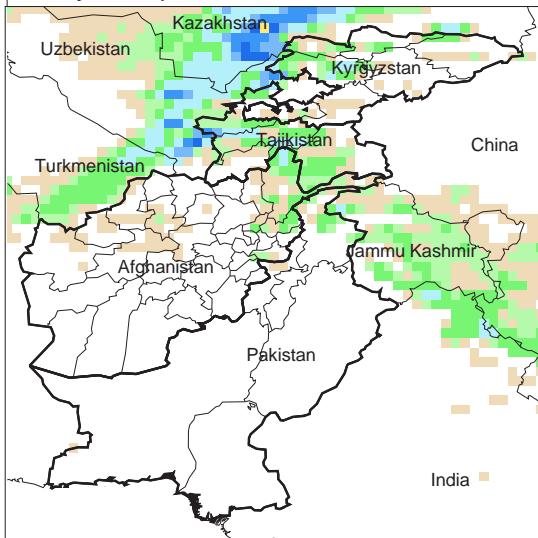 Kazakhstan
Uzbekistan
Kyrgyzstan
Tajikistan
China
Turkmenistan
Jammu Kashmir
Afghanistan
Pakistan
India